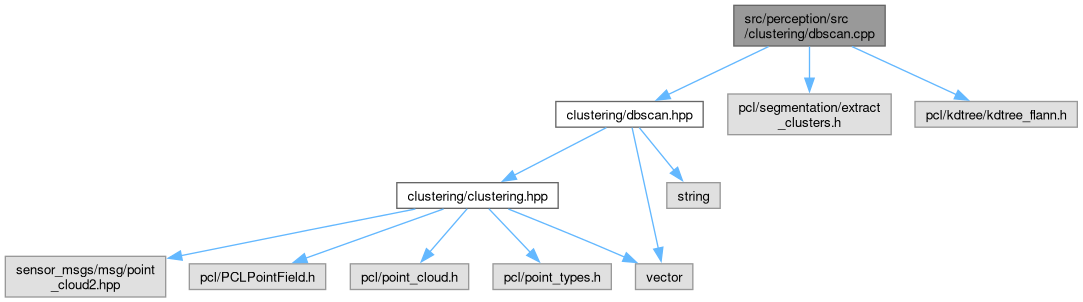 src/perception/src
/clustering/dbscan.cpp
clustering/dbscan.hpp
pcl/segmentation/extract
_clusters.h
pcl/kdtree/kdtree_flann.h
clustering/clustering.hpp
string
sensor_msgs/msg/point
_cloud2.hpp
pcl/PCLPointField.h
pcl/point_cloud.h
pcl/point_types.h
vector